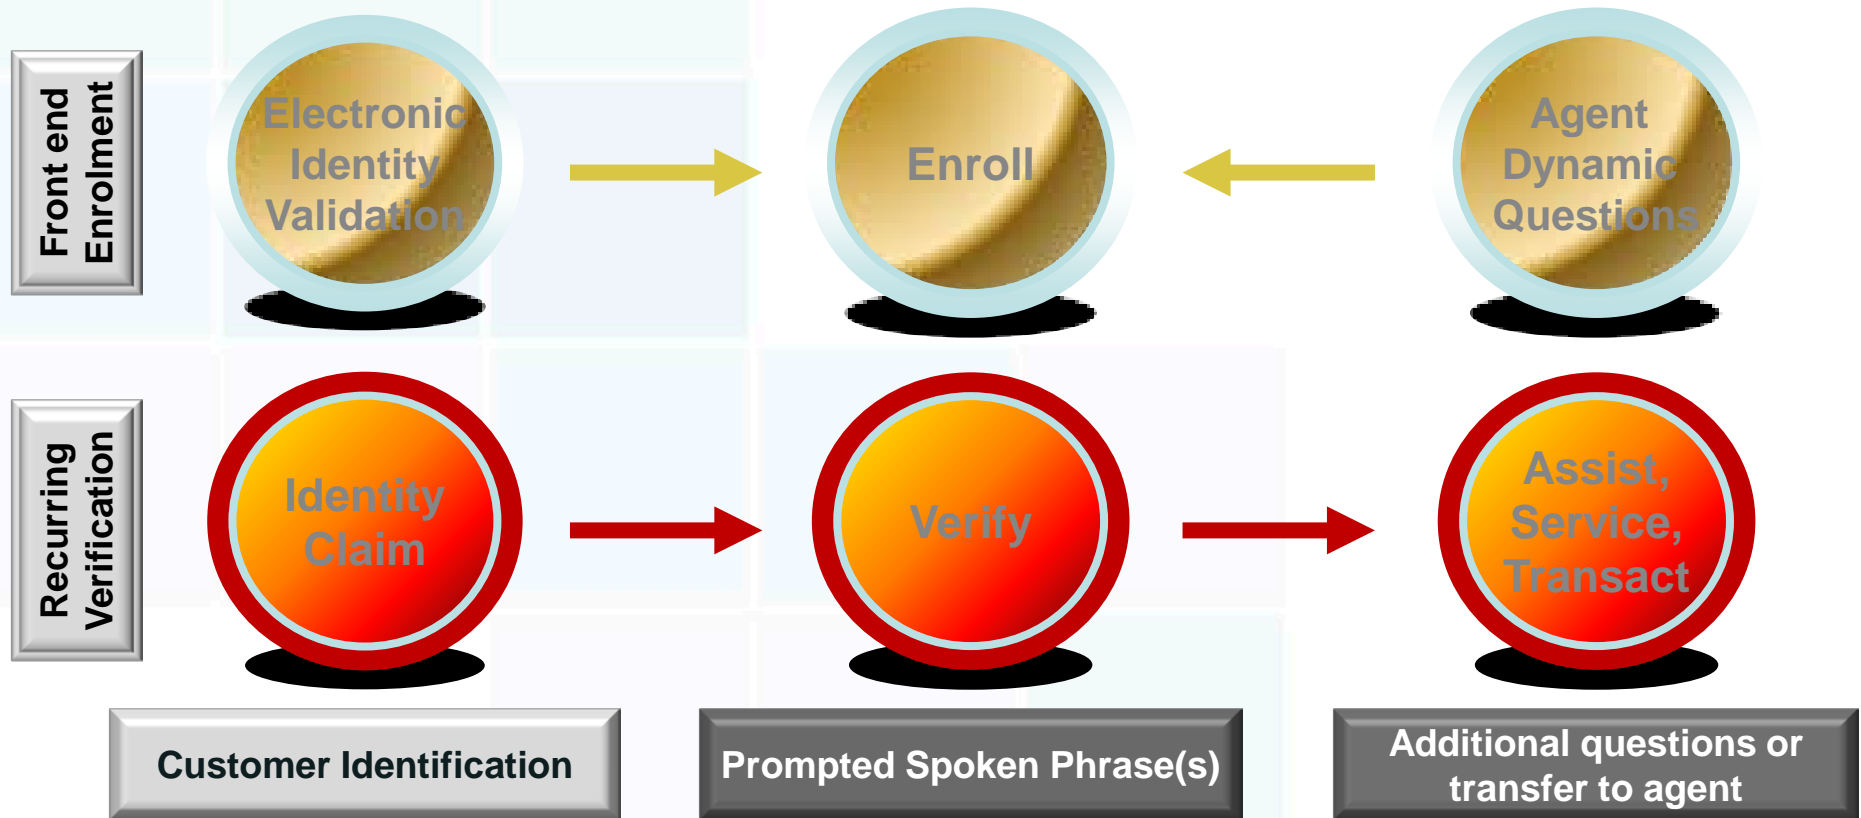 Front end
Enrolment
Electronic
Identity
Validation
Enroll
Agent
Dynamic
Questions
Recurring
Verification
Identity
Claim
Verify
Assist,
Service,
Transact
Customer Identification
Prompted Spoken Phrase(s)
Additional questions or
transfer to agent